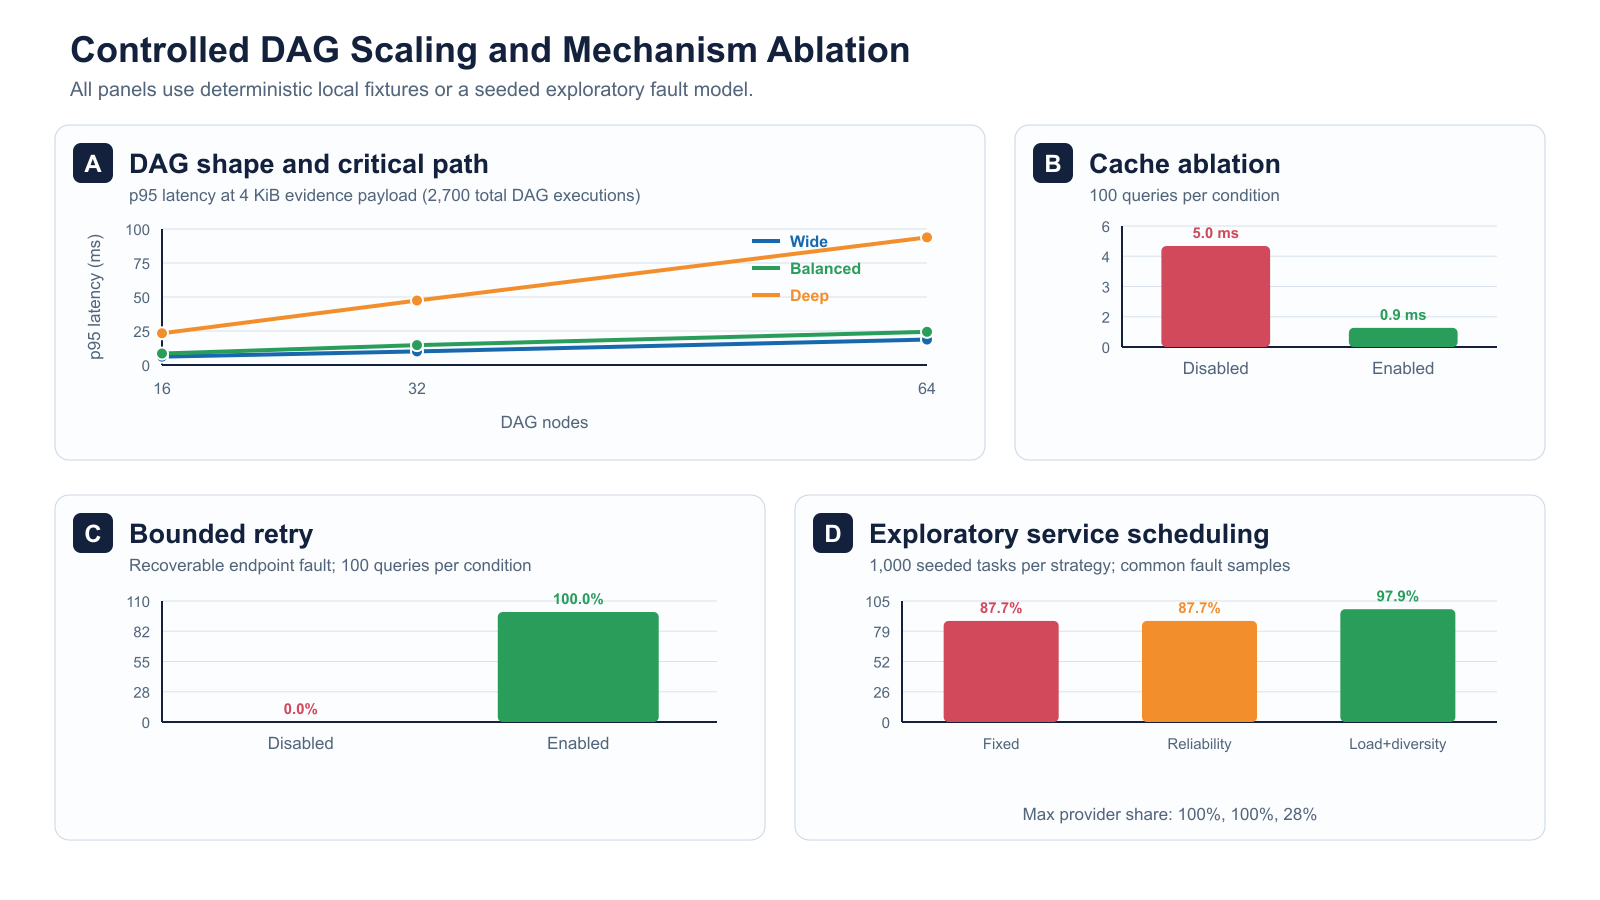 Controlled DAG Scaling and Mechanism Ablation
All panels use deterministic local fixtures or a seeded exploratory fault model.
A
DAG shape and critical path
p95 latency at 4 KiB evidence payload (2,700 total DAG executions)
p95 latency (ms)
100
75
50
25
0
Wide
Balanced
Deep
16
32
64
DAG nodes
B
Cache ablation
100 queries per condition
6
4
3
2
0
5.0 ms
0.9 ms
Disabled
Enabled
C
Bounded retry
Recoverable endpoint fault; 100 queries per condition
110
82
55
28
0
0.0%
100.0%
Disabled
Enabled
D
Exploratory service scheduling
1,000 seeded tasks per strategy; common fault samples
105
79
52
26
0
87.7%
87.7%
97.9%
Fixed
Reliability
Load+diversity
Max provider share: 100%, 100%, 28%